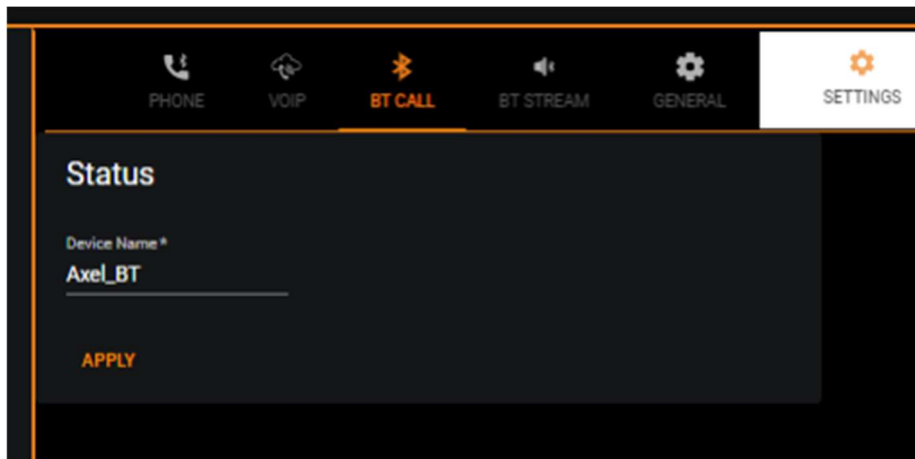 PHONE VOIP BT CALL BT STREAM GENERAL SETTINGS
Status
Device Name*
Axel_BT
APPLY